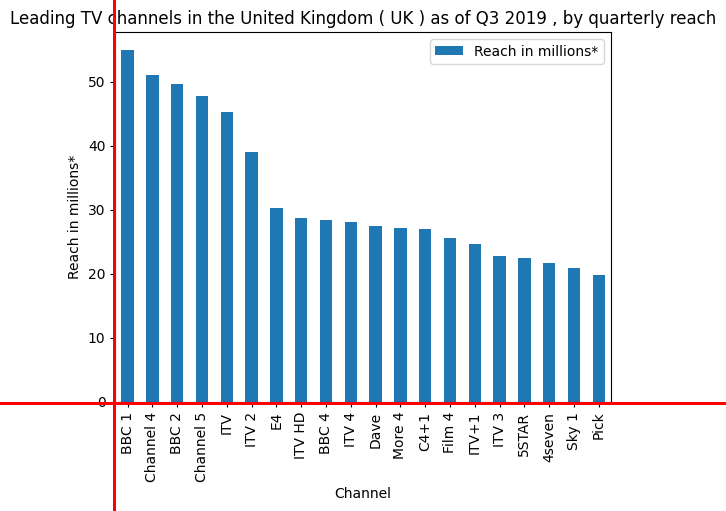 Leading TV channels in the United Kingdom ( UK ) as of Q3 2019 , by quarterly reach
Reach in millions*
Reach in millions*
50
40
30
20
10
0
BBC 1
Channel 4
BBC 2
Channel 5
ITV
ITV 2
E4
ITV HD
BBC 4
ITV 4
Dave
More 4
C4+1
Film 4
ITV+1
ITV 3
5STAR
4seven
Sky 1
Pick
Channel